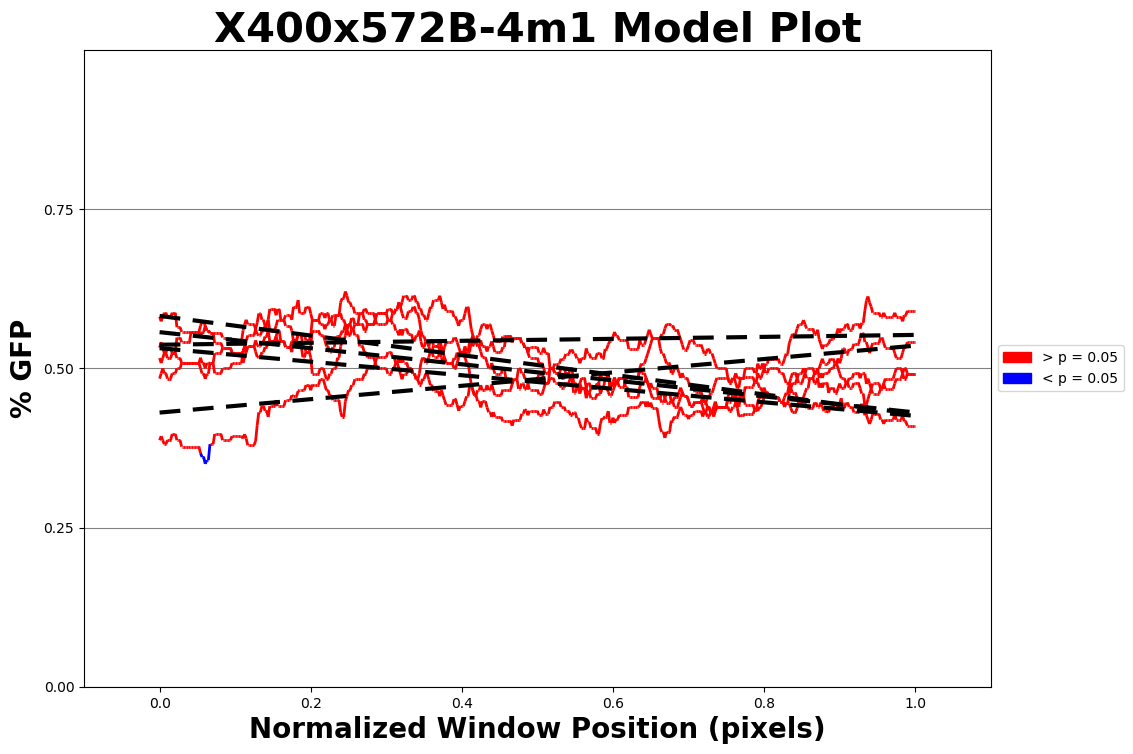 X400x572B-4m1 Model Plot
% GFP
0.75
0.50
0.25
0.00
0.0 0.2 0.4 0.6 0.8 1.0
Normalized Window Position (pixels)
> p = 0.05
< p = 0.05